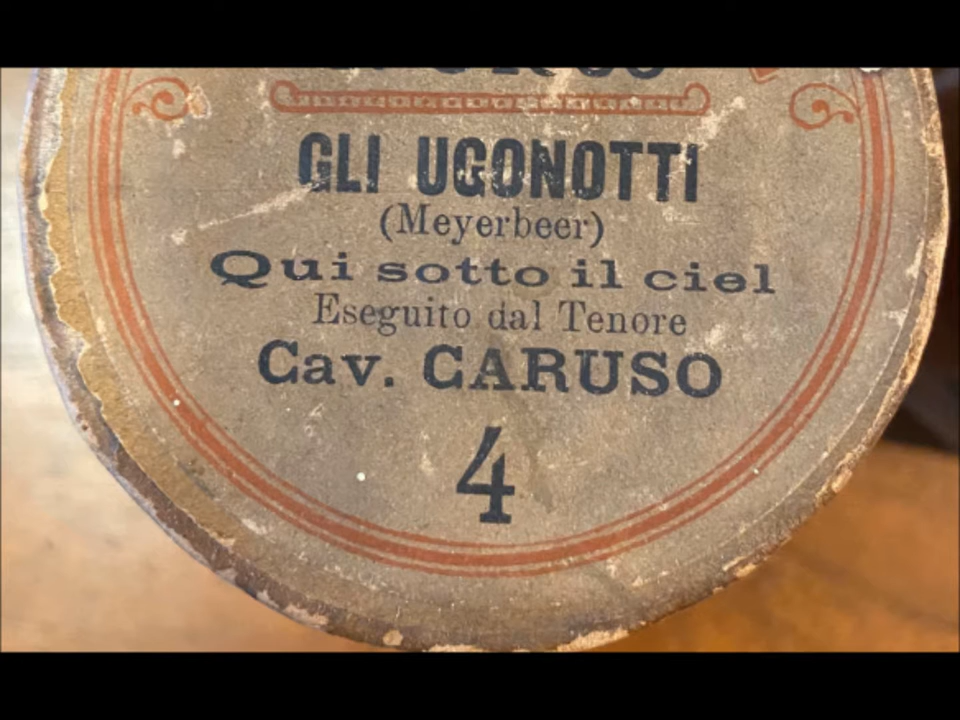 GLI UGONOTTI
(Meyerbeer)
Qui sotto il ciel
Eseguito dal Tenore
Cav. CARUSO
4